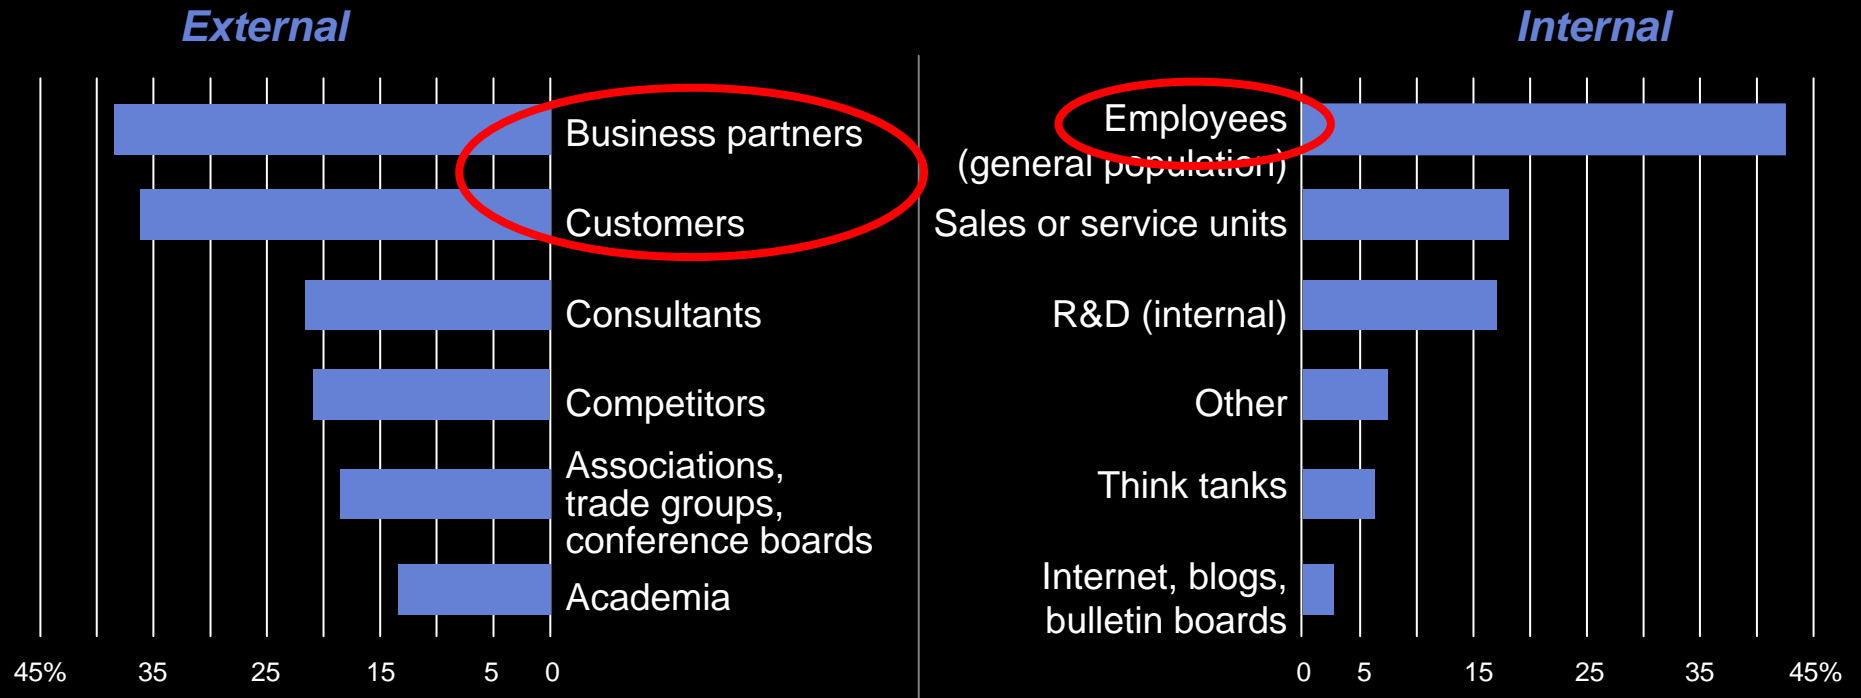 External
Business partners
Customers
Consultants
Competitors
Associations,
trade groups,
conference boards
Academia
45% 35 25 15 5 0
Internal
Employees
(general population)
Sales or service units
R&D (internal)
Other
Think tanks
Internet, blogs,
bulletin boards
0 5 15 25 35 45%